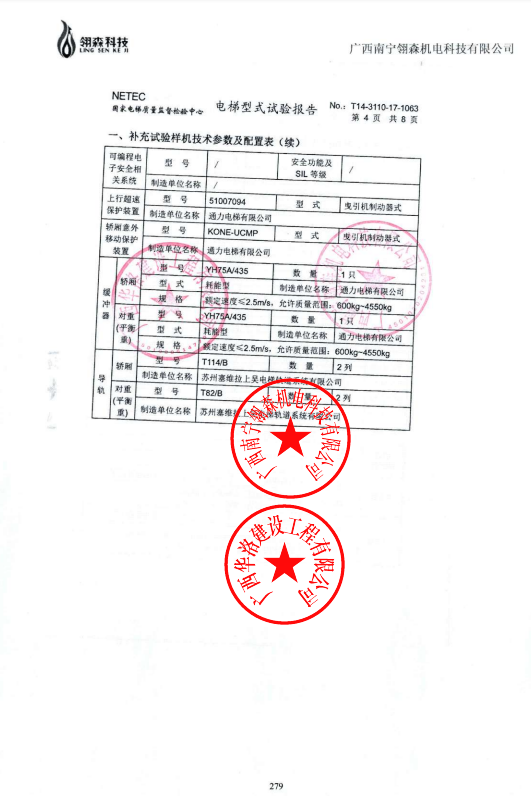 翎森科技
LING SEN KE JI
广西南宁翎森机电科技有限公司
NETEC
国家电梯质量监督检验中心
电梯型式试验报告
No.: T14-3110-17-1063
第 4 页 共 8 页
一、补充试验样机技术参数及配置表（续）
可编程电子安全相关系统 型 号 / 安全功能及SIL 等级 /
制造单位名称 /
上行超速保护装置 型 号 51007094 型 式 曳引机制动器式
制造单位名称 通力电梯有限公司
轿厢意外移动保护装置 型 号 KONE-UCMP 型 式 曳引机制动器式
制造单位名称 通力电梯有限公司
缓冲器 轿厢 型 号 YH75A/435 数 量 1 只
型 式 耗能型 制造单位名称 通力电梯有限公司
规 格 额定速度≤2.5m/s，允许质量范围：600kg~4550kg
对重(平衡重) 型 号 YH75A/435 数 量 1 只
型 式 耗能型 制造单位名称 通力电梯有限公司
规 格 额定速度≤2.5m/s，允许质量范围：600kg~4550kg
导轨 轿厢 型 号 T114/B 数 量 2 列
制造单位名称 苏州塞维拉上吴电梯轨道系统有限公司
对重(平衡重) 型 号 T82/B 数 量 2 列
制造单位名称 苏州塞维拉上吴电梯轨道系统有限公司
广西南宁翎森机电科技有限公司
广西华洛建设工程有限公司
279